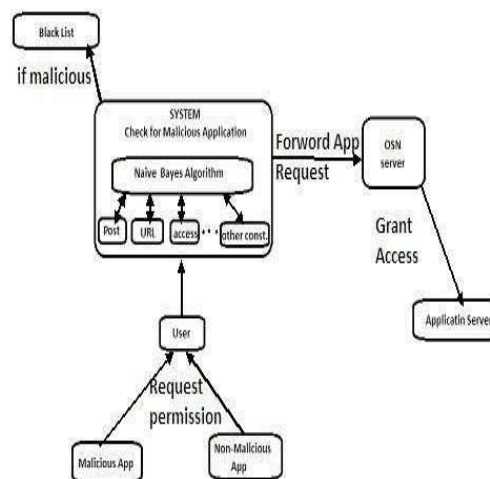 Black List
if malicious
SYSTEM
Check for Malicious Application
Naive Bayes Algorithm
Post
URL
access
...
other const.
Forword App
Request
OSN
server
Grant
Access
Applicatin Server
User
Request
permission
Malicious App
Non-Malicious
App